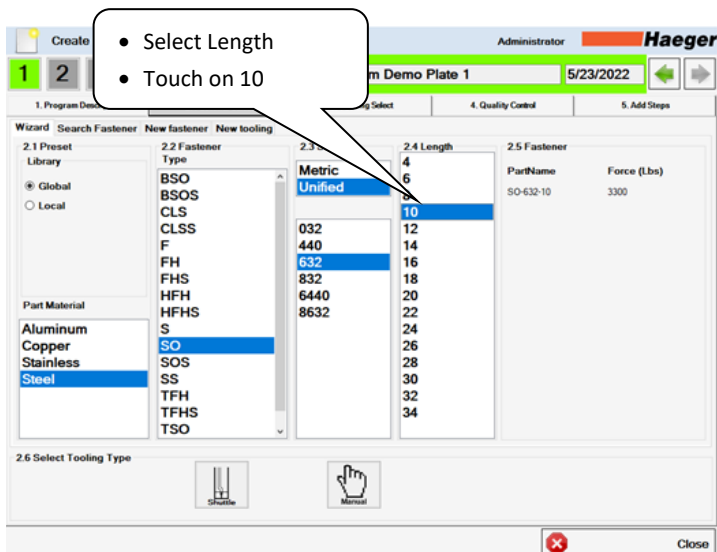 Create
Administrator
Haeger
• Select Length
• Touch on 10
1
2
m Demo Plate 1
5/23/2022
1. Program Desc
Select
4. Quality Control
5. Add Steps
Wizard
Search Fastener
New fastener
New tooling
2.1 Preset
Library
Global
Local
Part Material
Aluminum
Copper
Stainless
Steel
2.2 Fastener
Type
BSO
BSOS
CLS
CLSS
F
FH
FHS
HFH
HFHS
S
SO
SOS
SS
TFH
TFHS
TSO
2.3
Metric
Unified
032
440
632
832
6440
8632
2.4 Length
4
6
8
10
12
14
16
18
20
22
24
26
28
30
32
34
2.5 Fastener
PartName Force (Lbs)
SO-632-10 3300
2.6 Select Tooling Type
Shuttle
Manual
Close